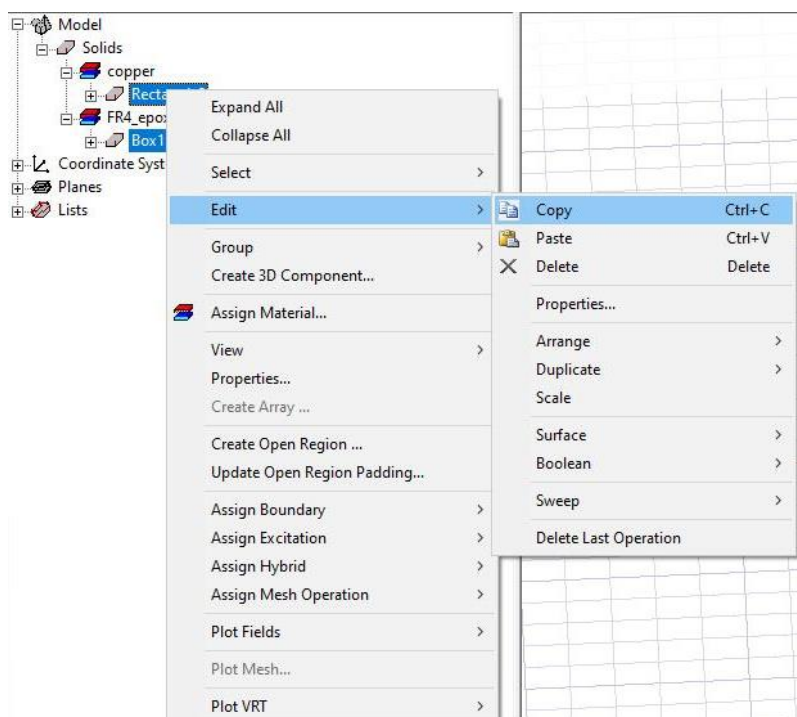 Model
Solids
copper
FR4_epo
Box1
Coordinate Syst
Planes
Lists
Expand All
Collapse All
Select
Edit
Group
Create 3D Component...
Assign Material...
View
Properties...
Create Array ...
Create Open Region ...
Update Open Region Padding...
Assign Boundary
Assign Excitation
Assign Hybrid
Assign Mesh Operation
Plot Fields
Plot Mesh...
Plot VRT
Copy Ctrl+C
Paste Ctrl+V
Delete Delete
Properties...
Arrange
Duplicate
Scale
Surface
Boolean
Sweep
Delete Last Operation